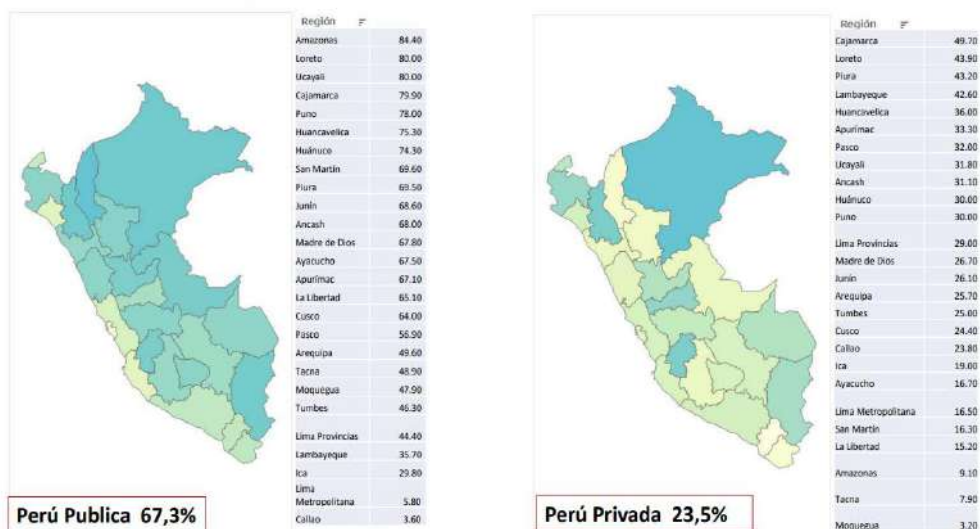 Región
Amazonas 84.40
Loreto 80.00
Ucayali 80.00
Cajamarca 79.90
Puno 78.00
Huancavelica 75.30
Huánuco 74.30
San Martín 69.60
Piura 69.50
Junín 68.60
Ancash 68.00
Madre de Dios 67.80
Ayacucho 67.50
Apurímac 67.10
La Libertad 65.10
Cusco 64.00
Pasco 56.90
Arequipa 49.60
Tacna 48.90
Moquegua 47.90
Tumbes 46.30
Lima Provincias 44.40
Lambayeque 35.70
Ica 29.80
Lima
Metropolitana 5.80
Callao 3.60
Perú Publica 67,3%
Región
Cajamarca 49.70
Loreto 43.90
Piura 43.20
Lambayeque 42.60
Huancavelica 36.00
Apurímac 33.30
Pasco 32.00
Ucayali 31.80
Ancash 31.10
Huánuco 30.00
Puno 30.00
Lima Provincias 29.00
Madre de Dios 26.70
Junín 26.10
Arequipa 25.70
Tumbes 25.00
Cusco 24.40
Callao 23.80
Ica 19.00
Ayacucho 16.70
Lima Metropolitana 16.50
San Martín 16.30
La Libertad 15.20
Amazonas 9.10
Tacna 7.90
Moquegua 3.20
Perú Privada 23,5%